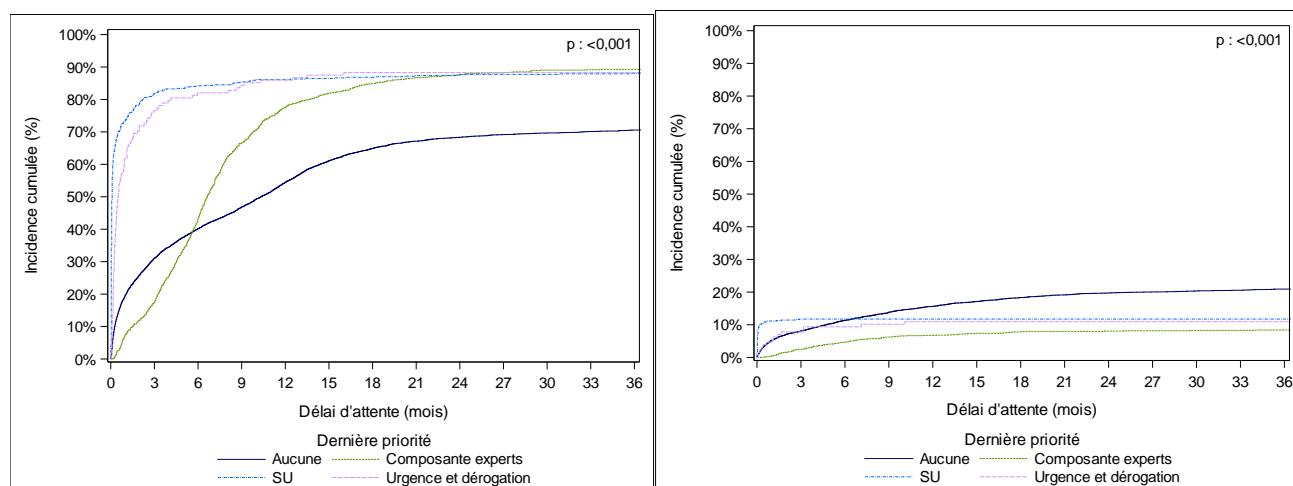 p : <0,001
Incidence cumulée (%)
100%
90%
80%
70%
60%
50%
40%
30%
20%
10%
0%
0 3 6 9 12 15 18 21 24 27 30 33 36
Délai d'attente (mois)
Dernière priorité
Aucune Composante experts
SU Urgence et dérogation
p : <0,001
Incidence cumulée (%)
100%
90%
80%
70%
60%
50%
40%
30%
20%
10%
0%
0 3 6 9 12 15 18 21 24 27 30 33 36
Délai d'attente (mois)
Dernière priorité
Aucune Composante experts
SU Urgence et dérogation